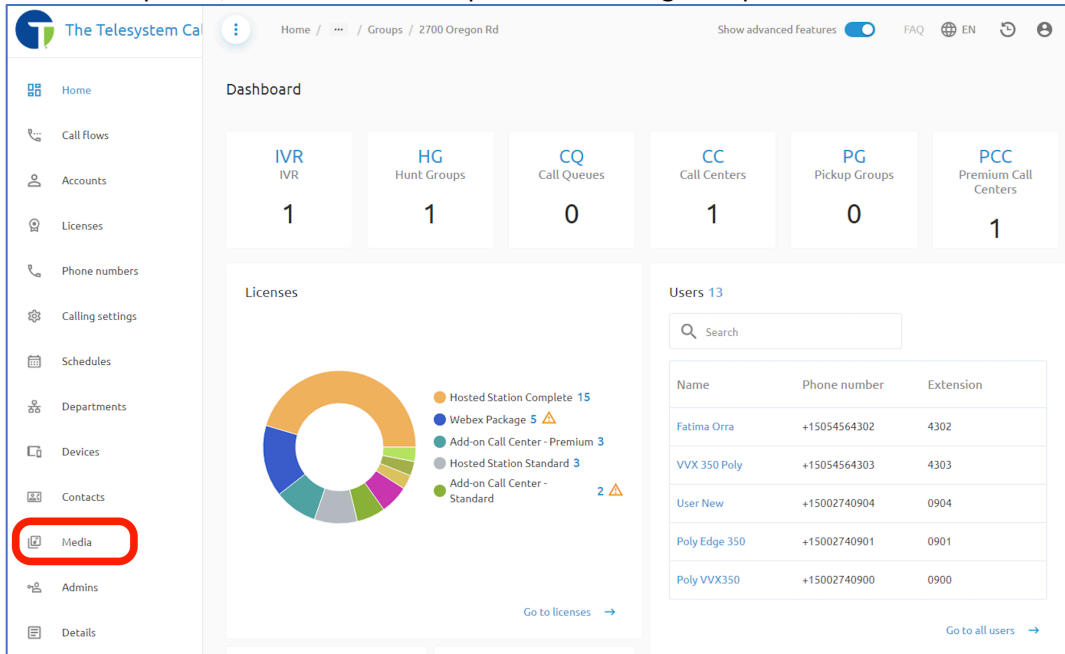 The Telesystem Cal
Home / ··· / Groups / 2700 Oregon Rd
Show advanced features
FAQ
EN
Home
Call flows
Accounts
Licenses
Phone numbers
Calling settings
Schedules
Departments
Devices
Contacts
Media
Admins
Details
Dashboard
IVR
IVR
1
HG
Hunt Groups
1
CQ
Call Queues
0
CC
Call Centers
1
PG
Pickup Groups
0
PCC
Premium Call
Centers
1
Licenses
Hosted Station Complete 15
Webex Package 5
Add-on Call Center - Premium 3
Hosted Station Standard 3
Add-on Call Center -
Standard 2
Go to licenses →
Users 13
Search
Name Phone number Extension
Fatima Orra +15054564302 4302
VVX 350 Poly +15054564303 4303
User New +15002740904 0904
Poly Edge 350 +15002740901 0901
Poly VVX350 +15002740900 0900
Go to all users →